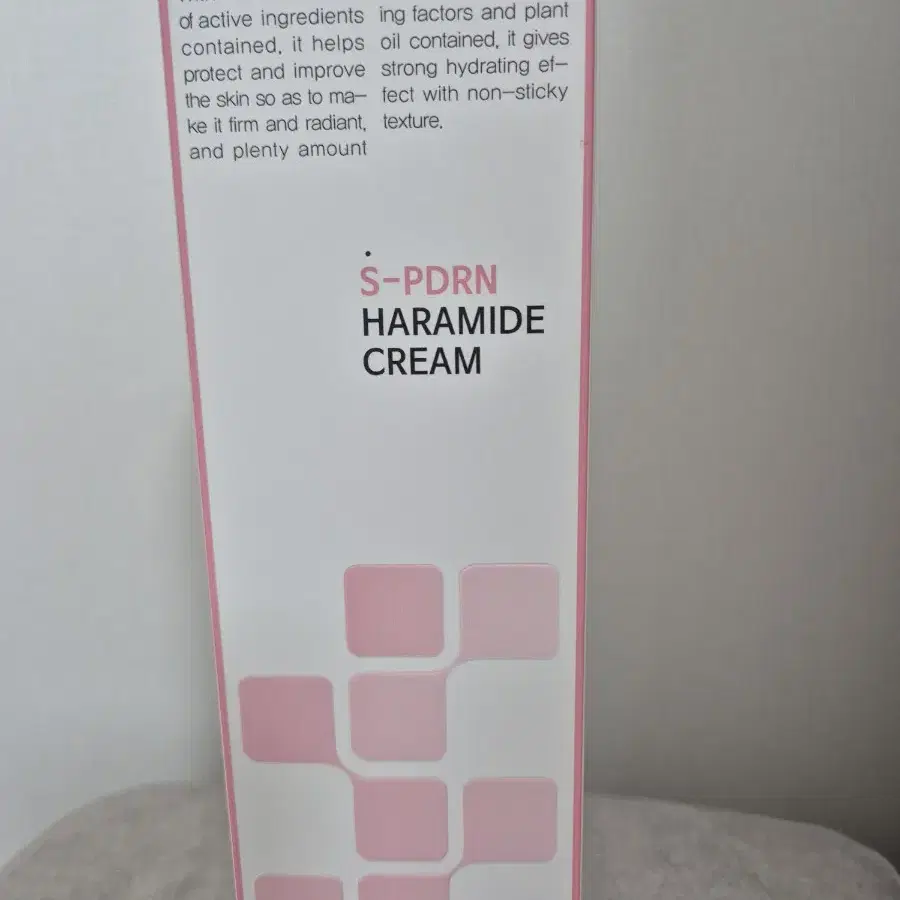 of active ingredients
contained, it helps
protect and improve
the skin so as to ma–
ke it firm and radiant,
and plenty amount
ing factors and plant
oil contained, it gives
strong hydrating ef–
fect with non–sticky
texture.
S–PDRN
HARAMIDE
CREAM